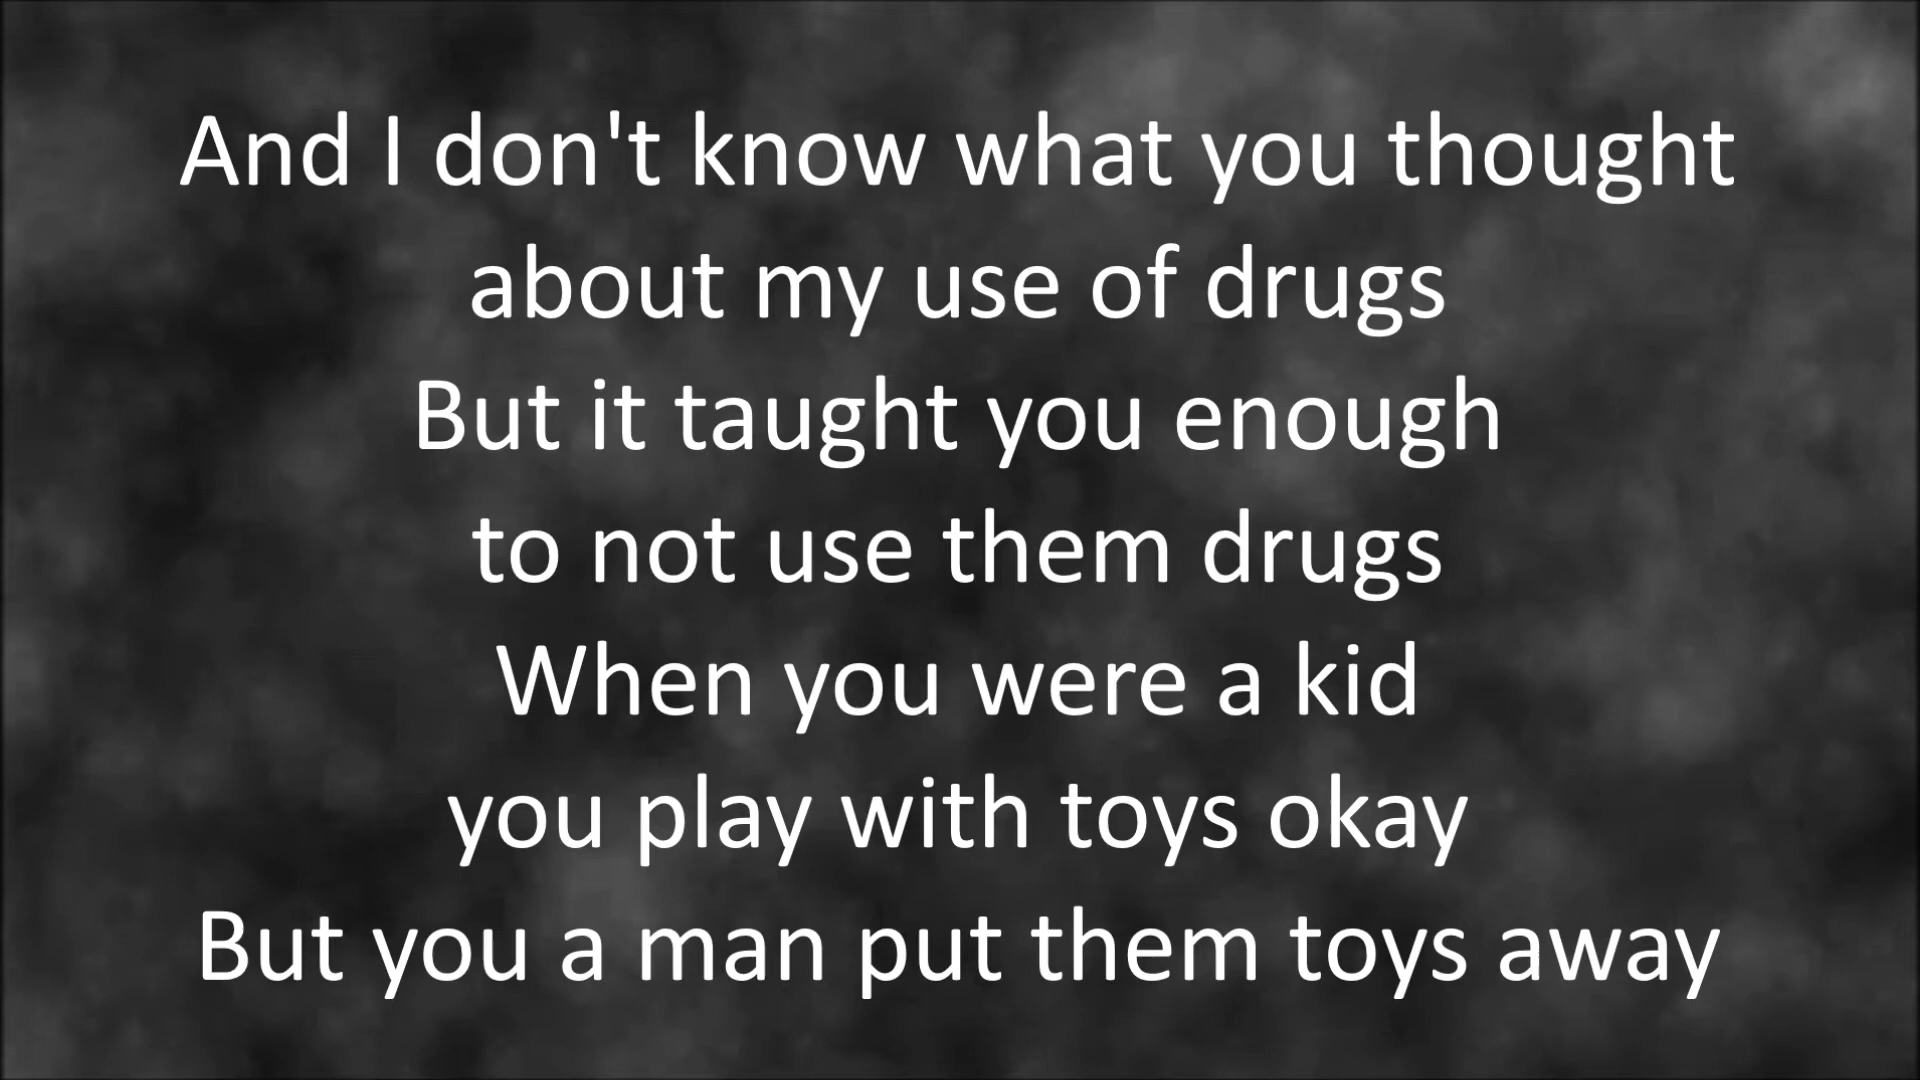 And I don't know what you thought
about my use of drugs
But it taught you enough
to not use them drugs
When you were a kid
you play with toys okay
But you a man put them toys away